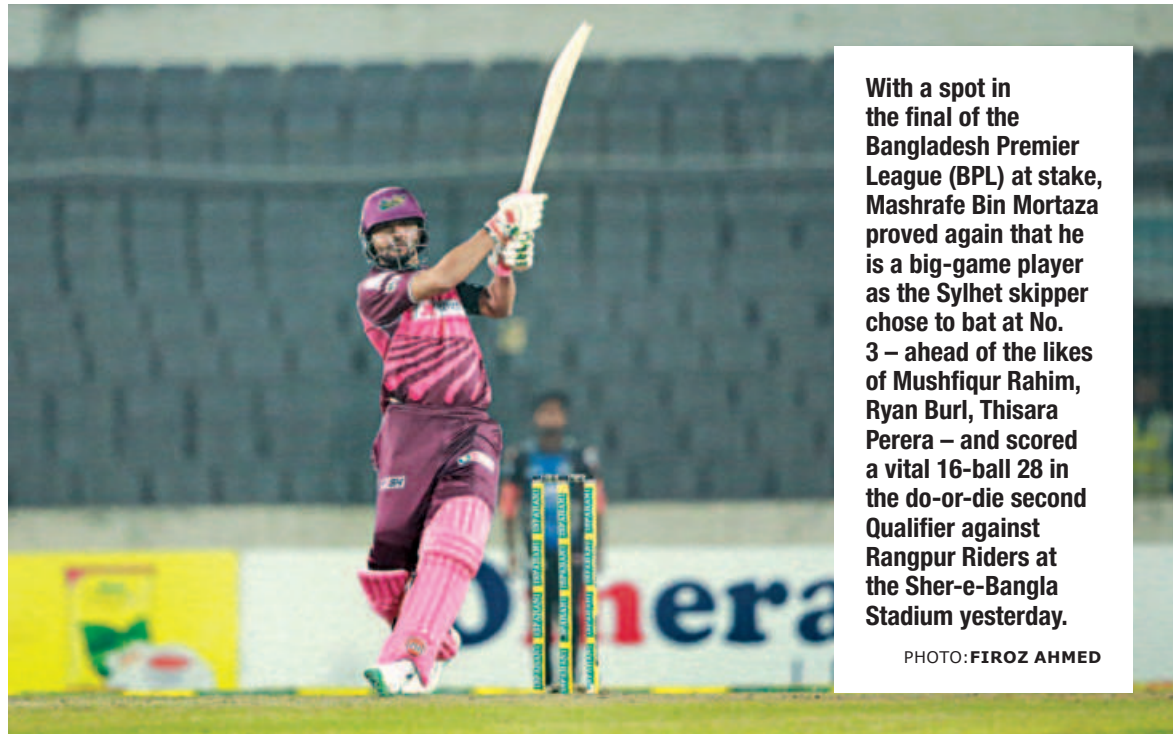 With a spot in
the final of the
Bangladesh Premier
League (BPL) at stake,
Mashrafe Bin Mortaza
proved again that he
is a big-game player
as the Sylhet skipper
chose to bat at No.
3 – ahead of the likes
of Mushfiqur Rahim,
Ryan Burl, Thisara
Perera – and scored
a vital 16-ball 28 in
the do-or-die second
Qualifier against
Rangpur Riders at
the Sher-e-Bangla
Stadium yesterday.
PHOTO:FIROZ AHMED
ISPAHANI
ISPAHANI
ISPAHANI